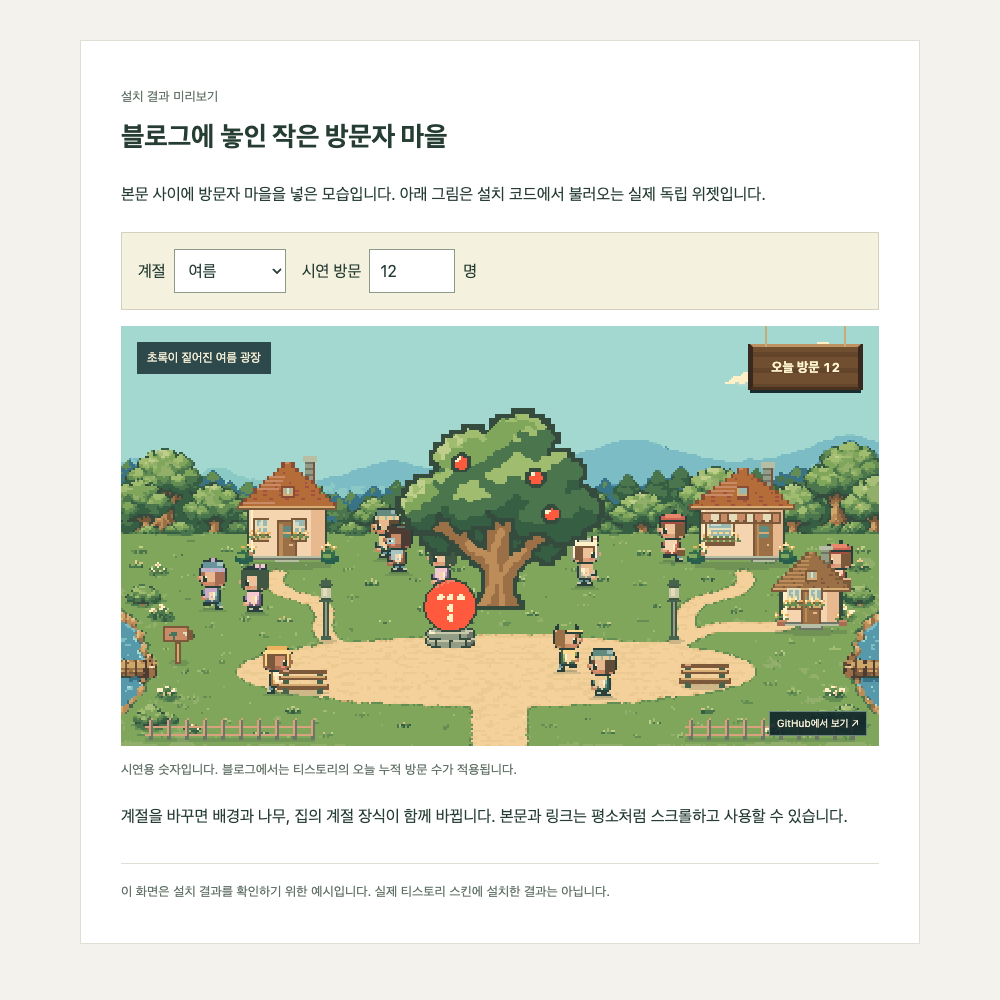 설치 결과 미리보기
블로그에 놓인 작은 방문자 마을
본문 사이에 방문자 마을을 넣은 모습입니다. 아래 그림은 설치 코드에서 불러오는 실제 독립 위젯입니다.
계절 여름 시연 방문 12 명
초록이 짙어진 여름 광장
오늘 방문 12
GitHub에서 보기 ↗
시연용 숫자입니다. 블로그에서는 티스토리의 오늘 누적 방문 수가 적용됩니다.
계절을 바꾸면 배경과 나무, 집의 계절 장식이 함께 바뀝니다. 본문과 링크는 평소처럼 스크롤하고 사용할 수 있습니다.
이 화면은 설치 결과를 확인하기 위한 예시입니다. 실제 티스토리 스킨에 설치한 결과는 아닙니다.